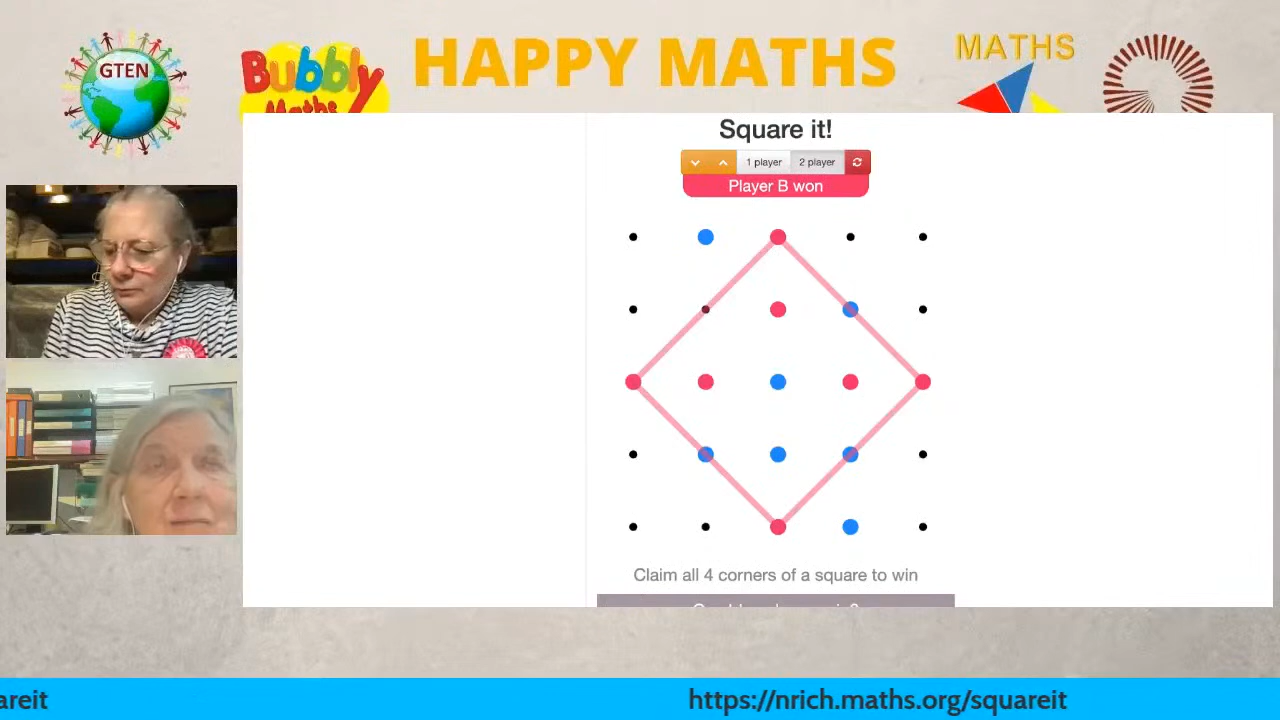 GTEN
Bubbly
Maths
HAPPY MATHS
MATHS
Square it!
1 player
2 player
Player B won
Claim all 4 corners of a square to win
areit
https://nrich.maths.org/squareit